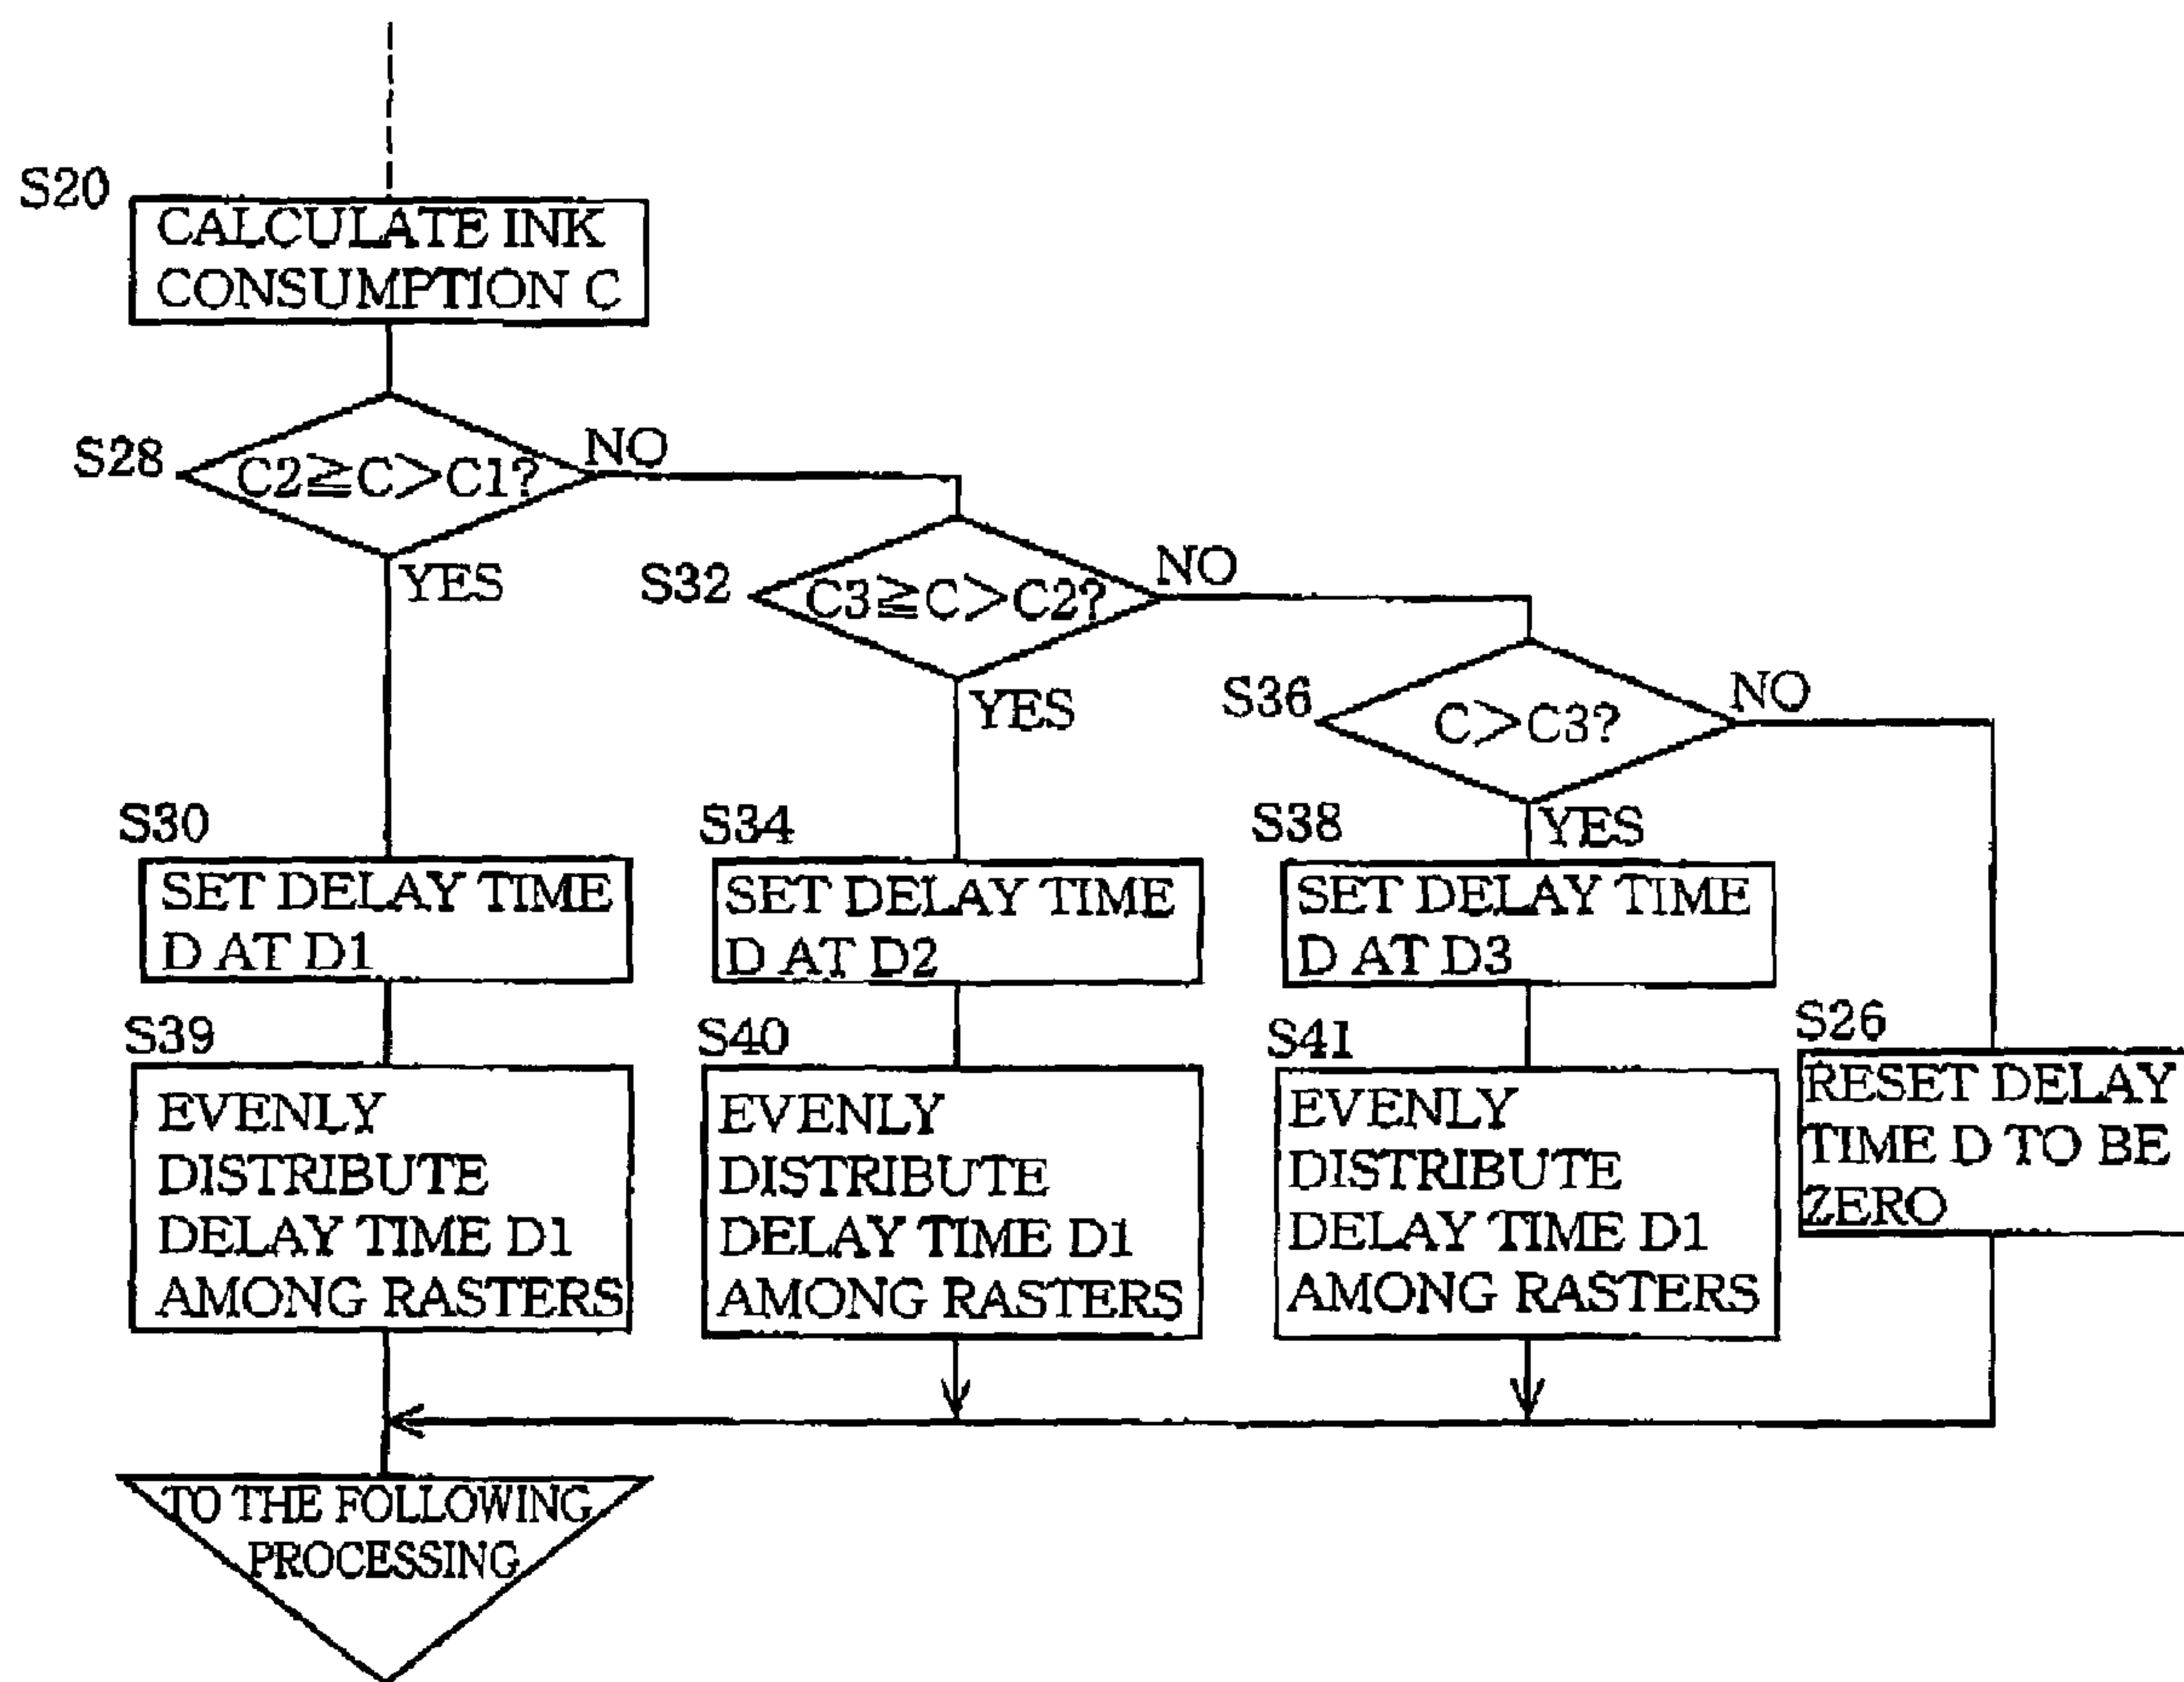 S20
CALCULATE INK
CONSUMPTION C
S28
C2≧C>C1?
NO
YES
S32
C3≧C>C2?
NO
YES
S36
C>C3?
NO
YES
S30
SET DELAY TIME
D AT D1
S34
SET DELAY TIME
D AT D2
S38
SET DELAY TIME
D AT D3
S39
EVENLY
DISTRIBUTE
DELAY TIME D1
AMONG RASTERS
S40
EVENLY
DISTRIBUTE
DELAY TIME D1
AMONG RASTERS
S41
EVENLY
DISTRIBUTE
DELAY TIME D1
AMONG RASTERS
S26
RESET DELAY
TIME D TO BE
ZERO
TO THE FOLLOWING
PROCESSING